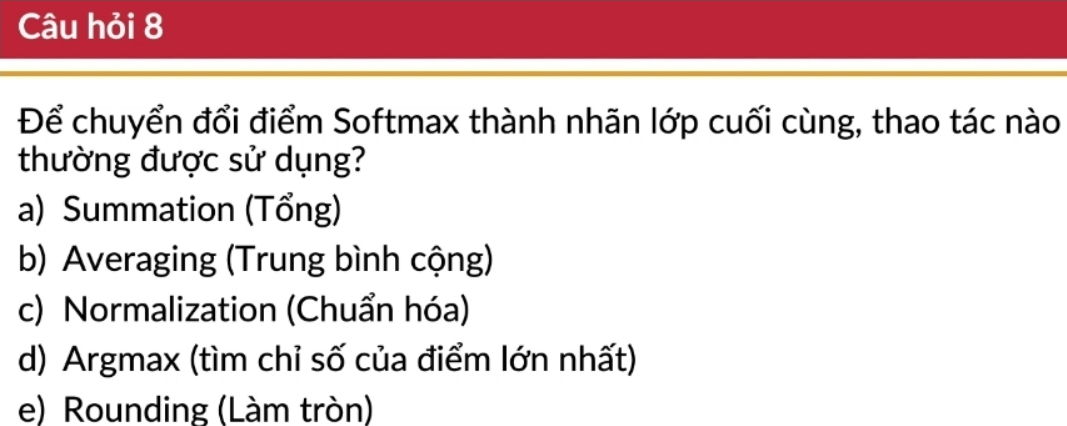 Câu hỏi 8
Để chuyển đổi điểm Softmax thành nhãn lớp cuối cùng, thao tác nào
thường được sử dụng?
a) Summation (Tổng)
b) Averaging (Trung bình cộng)
c) Normalization (Chuẩn hóa)
d) Argmax (tìm chỉ số của điểm lớn nhất)
e) Rounding (Làm tròn)